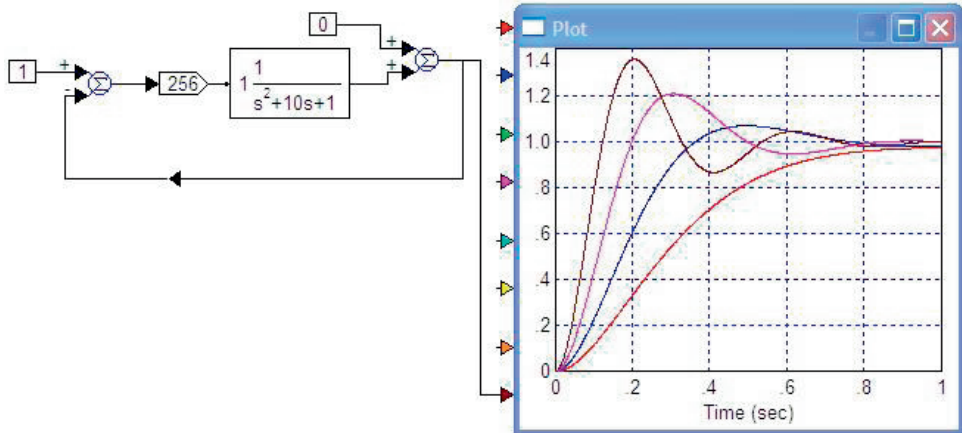 0
+
+
1
+
-
Σ
256
1 1
s²+10s+1
Σ
Plot
1.4
1.2
1.0
.8
.6
.4
.2
0
0 .2 .4 .6 .8 1
Time (sec)